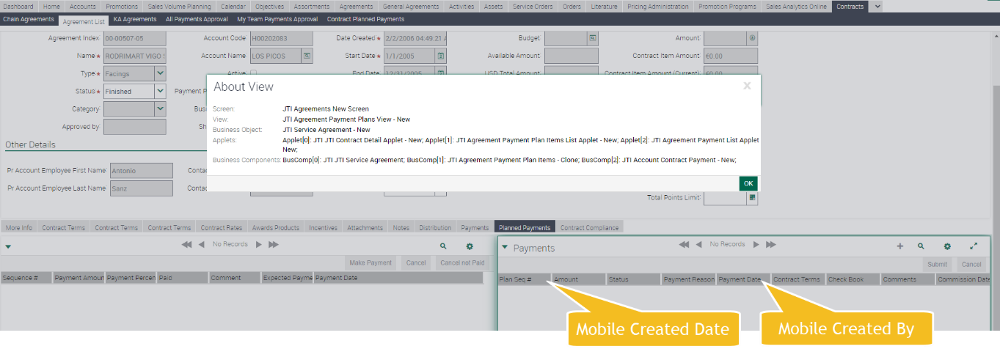 Dashboard Home Accounts Promotions Sales Volume Planning Calendar Objectives Assortments Agreements General Agreements Activities Assets Service Orders Orders Literature Pricing Administration Promotion Programs Sales Analytics Online Contracts
Chain Agreements Agreement List KA Agreements All Payments Approval My Team Payments Approval Contract Planned Payments
Agreement Index: 00-00507-05 Account Code H00202083 Date Created * 2/2/2006 04:49:21 Budget: Amount:
Name * RODRIMART VIGO Account Name LOS PICOS Start Date * 1/1/2005 Available Amount: Contract Item Amount: €0.00
Type * Facings Active End Date 12/31/2005 USD Total Amount Contract Item Amount (Current) €0.00
Status: * Finished Payment P
Category: Bus
Approved by: Sh
About View X
Screen: JTI Agreements New Screen
View: JTI Agreement Payment Plans View - New
Business Object: JTI Service Agreement - New
Applets: Applet[0]: JTI JTI Contract Detail Applet - New; Applet[1]: JTI Agreement Payment Plan Items List Applet - New; Applet[2]: JTI Agreement Payment List Applet
New;
Business Components: BusComp[0]: JTI JTI Service Agreement; BusComp[1]: JTI Agreement Payment Plan Items - Clone; BusComp[2]: JTI Account Contract Payment - New;
OK
Other Details
Pr Account Employee First Name: Antonio Contac
Pr Account Employee Last Name Sanz Contac
Total Points Limit:
More Info Contract Terms Contract Terms Contract Terms Contract Rates Awards Products Incentives Attachments Notes Distribution Payments Planned Payments Contract Compliance
No Records
Make Payment Cancel Cancel not Paid
Sequence # Payment Amoun Payment Percen Paid Comment Expected Payme Payment Date
Payments No Records
Submit Cancel
Plan Seq # Amount Status Payment Reason Payment Date Contract Terms Check Book Comments Commission Date
Mobile Created Date
Mobile Created By